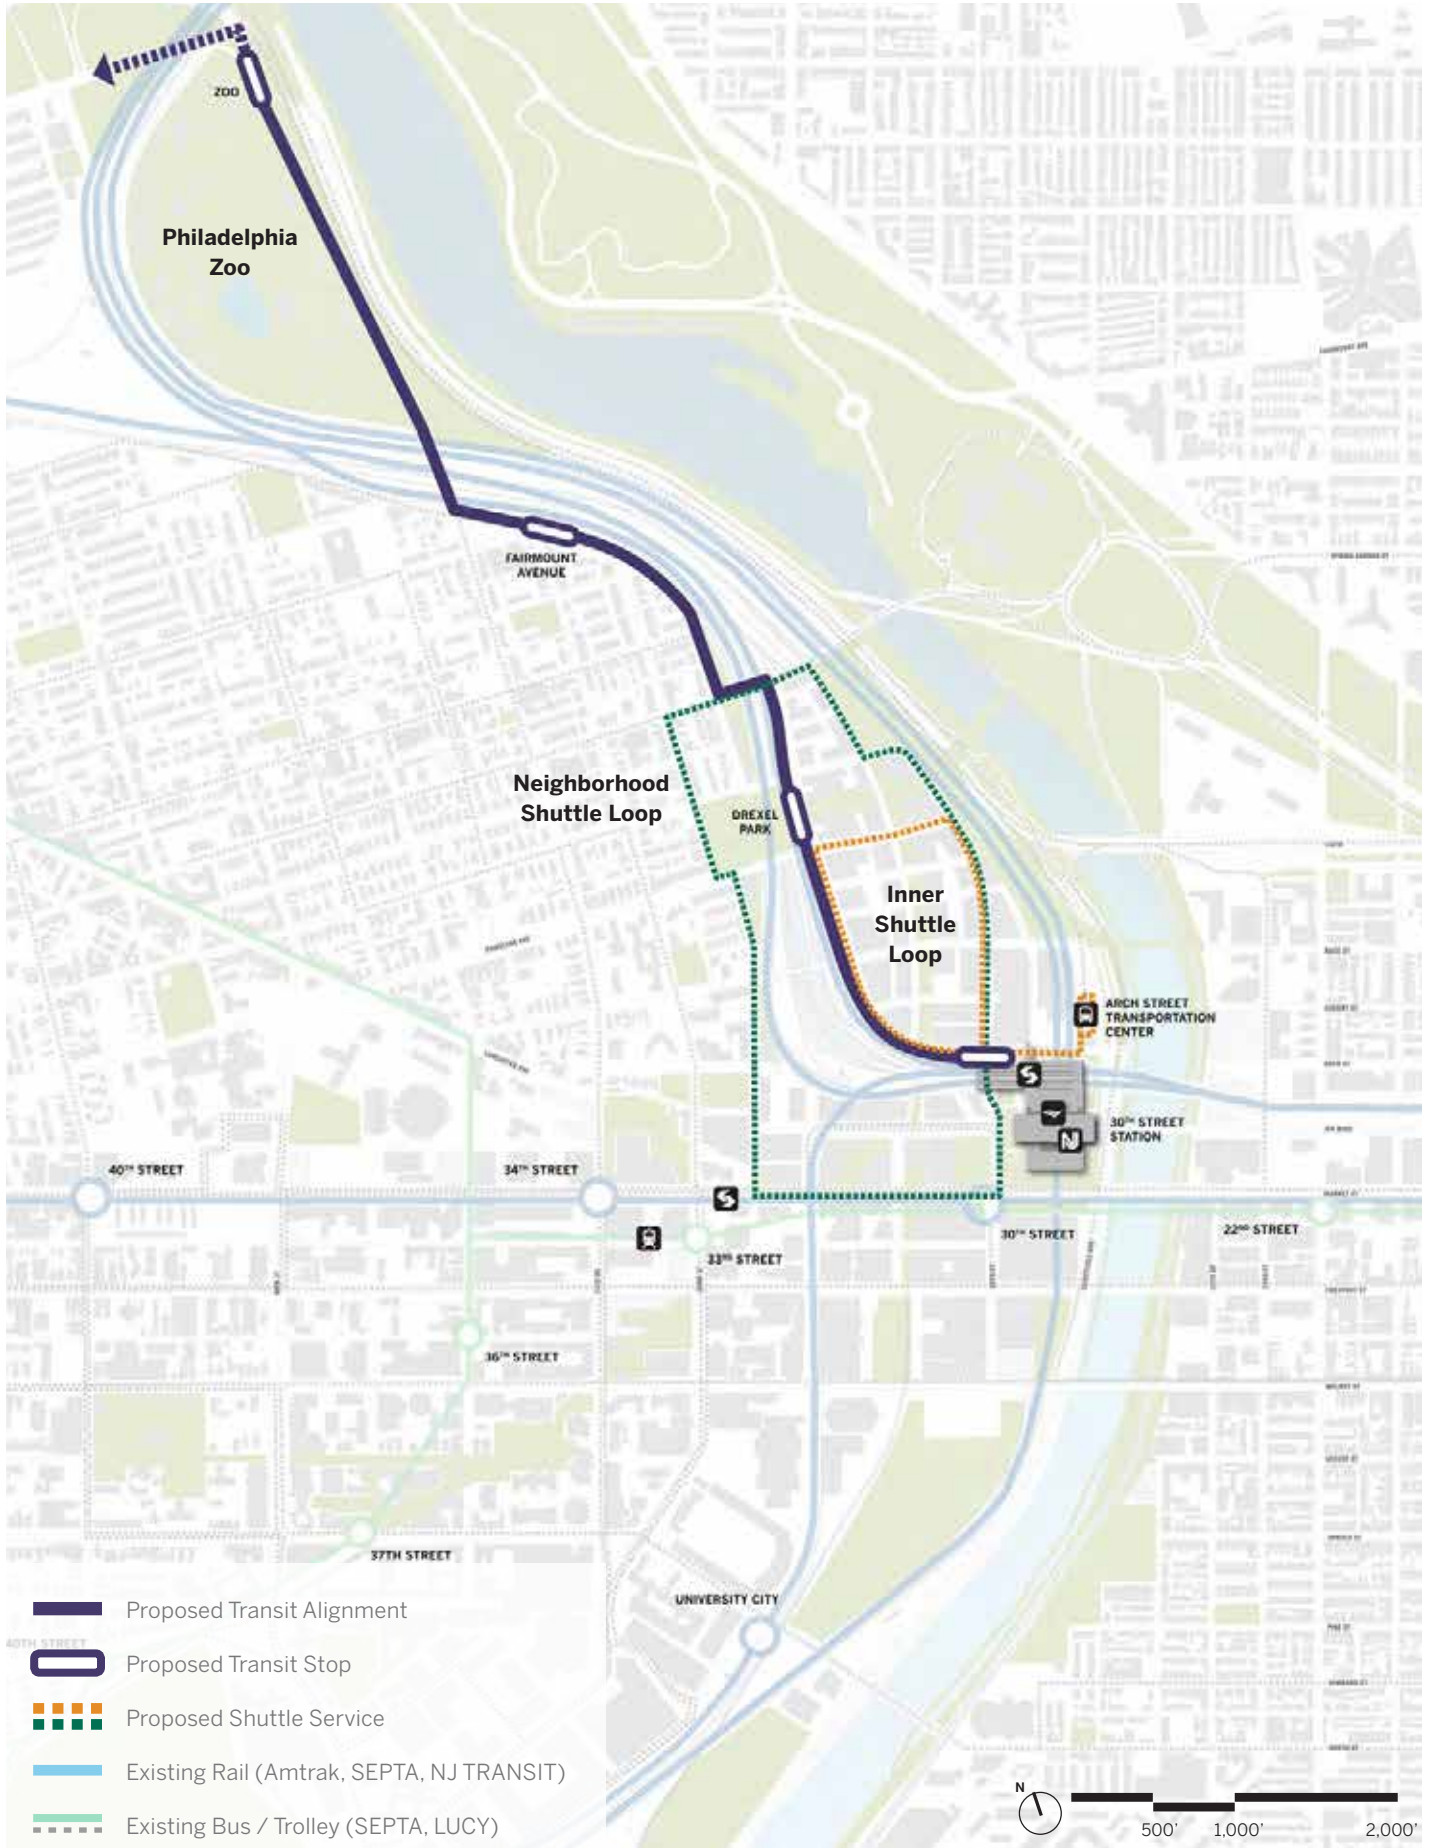 ZOO
Philadelphia
Zoo
FAIRMOUNT
AVENUE
Neighborhood
Shuttle Loop
DREXEL
PARK
Inner
Shuttle
Loop
ARCH STREET
TRANSPORTATION
CENTER
30TH STREET
STATION
N
40TH STREET
34TH STREET
30TH STREET
22ND STREET
33RD STREET
36TH STREET
37TH STREET
UNIVERSITY CITY
Proposed Transit Alignment
40TH STREET
Proposed Transit Stop
Proposed Shuttle Service
Existing Rail (Amtrak, SEPTA, NJ TRANSIT)
Existing Bus / Trolley (SEPTA, LUCY)
N
500' 1,000' 2,000'